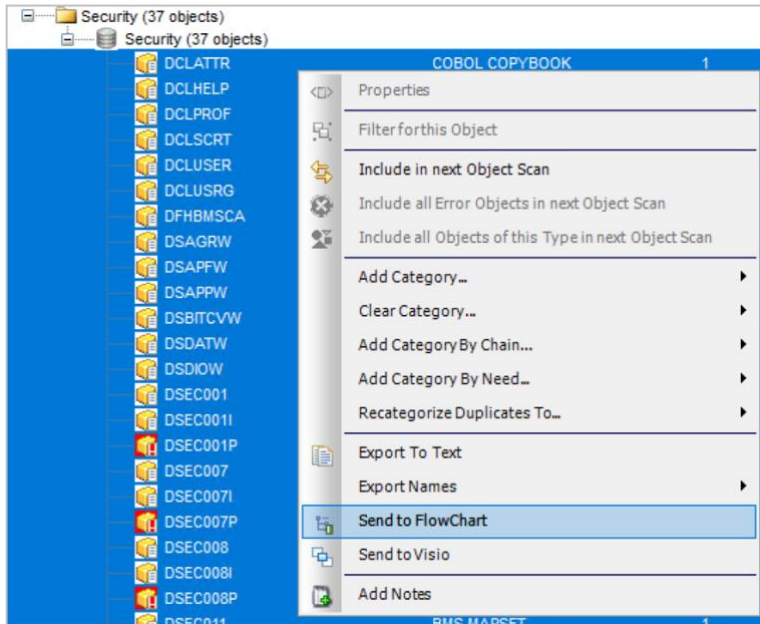 Security (37 objects)
Security (37 objects)
DCLATTR COBOL COPYBOOK 1
DCLHELP
DCLPROF
DCLSCRT
DCLUSER
DCLUSRG
DFHBMSCA
DSAGRW
DSAPFW
DSAPPW
DSBITCVW
DSDATW
DSDIOW
DSEC001
DSEC001I
DSEC001P
DSEC007
DSEC007I
DSEC007P
DSEC008
DSEC008I
DSEC008P
DSEC011 BMS MAPSET 1
Properties
Filter for this Object
Include in next Object Scan
Include all Error Objects in next Object Scan
Include all Objects of this Type in next Object Scan
Add Category...
Clear Category...
Add Category By Chain...
Add Category By Need...
Recategorize Duplicates To...
Export To Text
Export Names
Send to FlowChart
Send to Visio
Add Notes